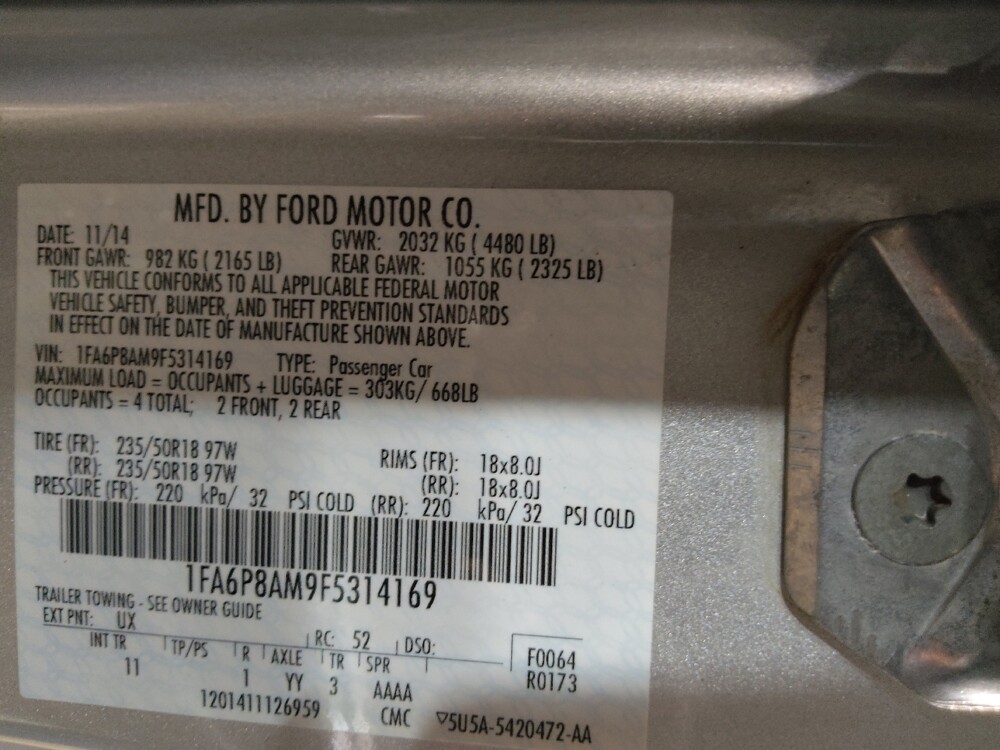 MFD. BY FORD MOTOR CO.
DATE: 11/14 GVWR: 2032 KG ( 4480 LB)
FRONT GAWR: 982 KG ( 2165 LB) REAR GAWR: 1055 KG ( 2325 LB)
THIS VEHICLE CONFORMS TO ALL APPLICABLE FEDERAL MOTOR
VEHICLE SAFETY, BUMPER, AND THEFT PREVENTION STANDARDS
IN EFFECT ON THE DATE OF MANUFACTURE SHOWN ABOVE.
VIN: 1FA6P8AM9F5314169 TYPE: Passenger Car
MAXIMUM LOAD = OCCUPANTS + LUGGAGE = 303KG/ 668LB
OCCUPANTS = 4 TOTAL; 2 FRONT, 2 REAR
TIRE (FR): 235/50R18 97W RIMS (FR): 18x8.0J
(RR): 235/50R18 97W (RR): 18x8.0J
PRESSURE (FR): 220 kPa/ 32 PSI COLD (RR): 220 kPa/ 32 PSI COLD
1FA6P8AM9F5314169
TRAILER TOWING - SEE OWNER GUIDE
EXT PNT: UX RC: 52 DSO:
INT TR TP/PS R AXLE TR SPR F0064
11 1 YY 3 AAAA R0173
1201411126959 CMC ▽5U5A-5420472-AA